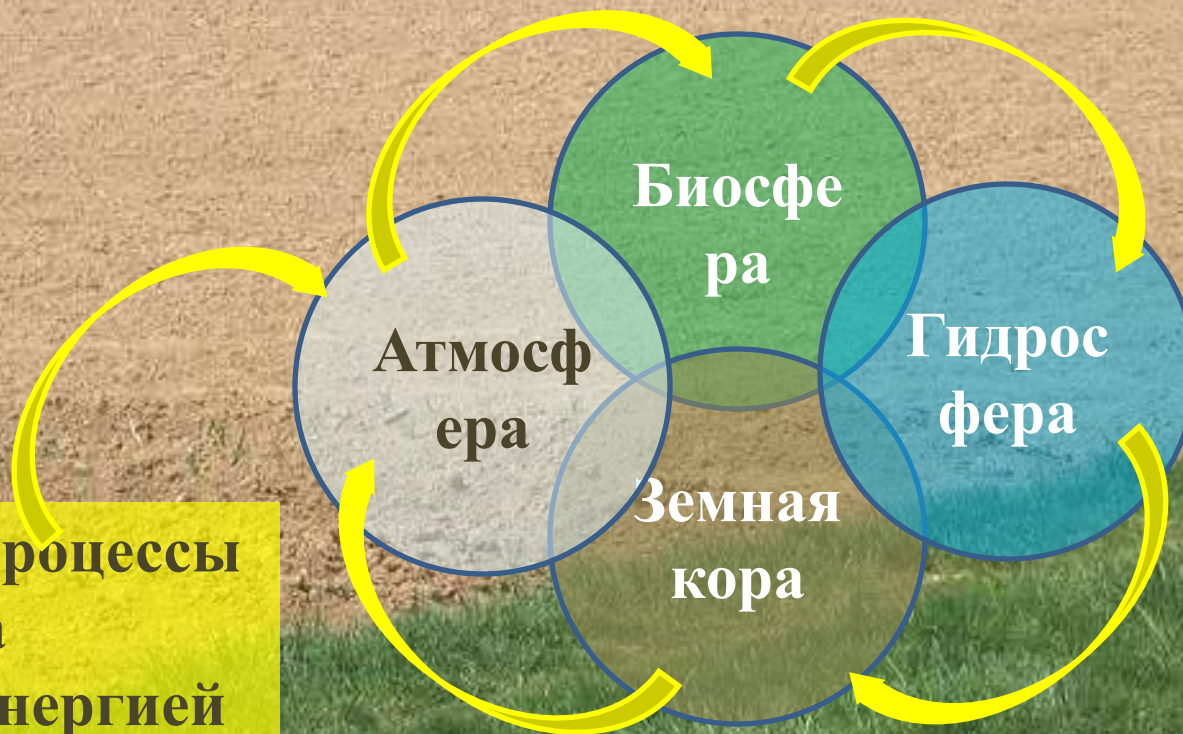 Биосфе
ра
Атмосф
ера
Гидрос
фера
Земная
кора
роцессы
а
нергией